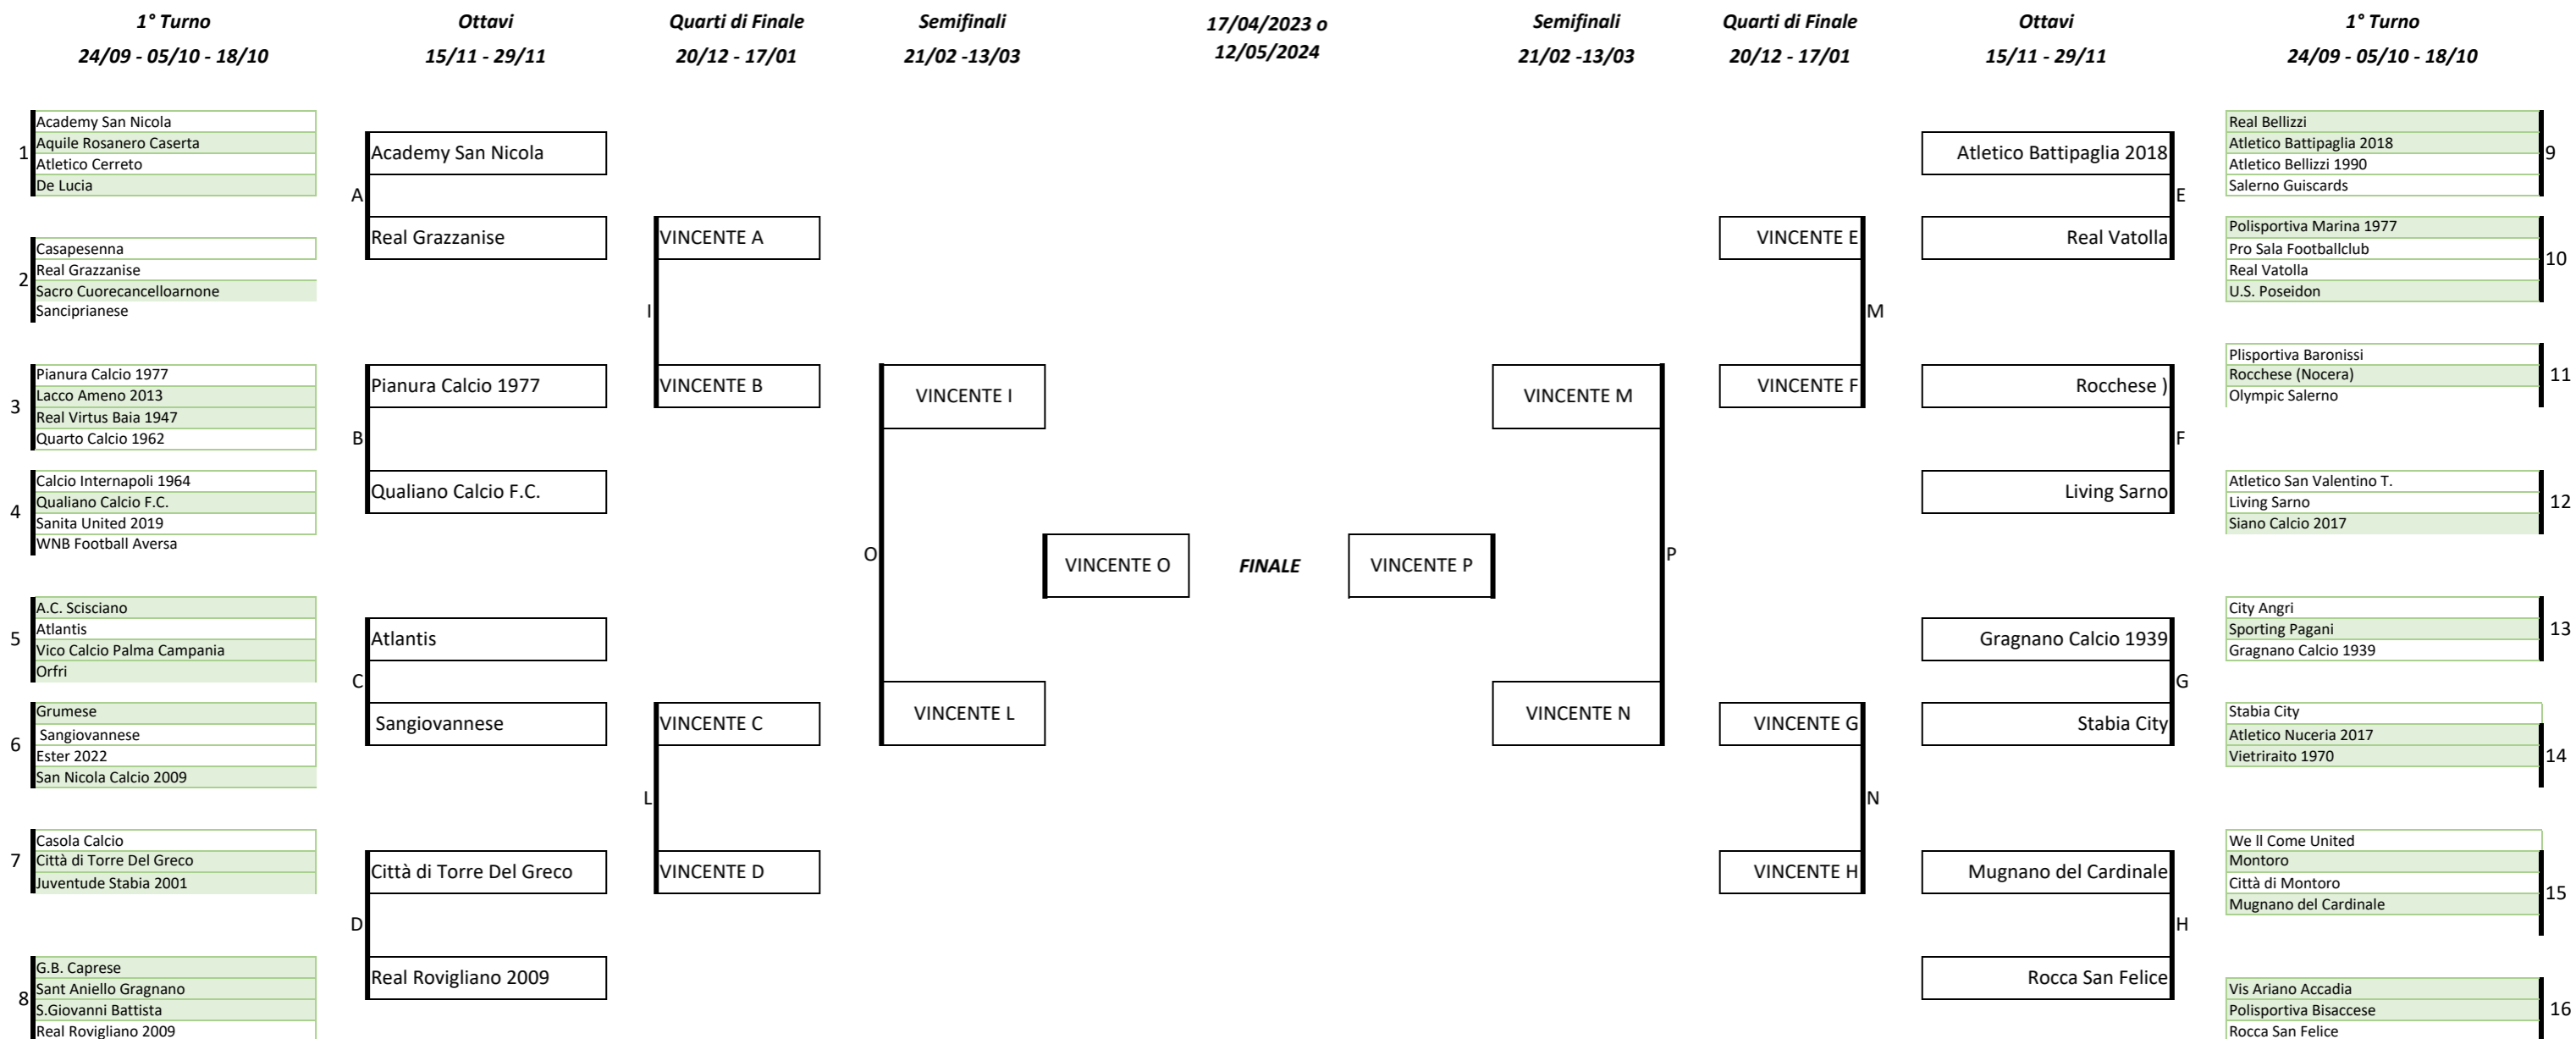 1° Turno
24/09 - 05/10 - 18/10
Ottavi
15/11 - 29/11
Quarti di Finale
20/12 - 17/01
Semifinali
21/02 -13/03
17/04/2023 o
12/05/2024
Semifinali
21/02 -13/03
Quarti di Finale
20/12 - 17/01
Ottavi
15/11 - 29/11
1° Turno
24/09 - 05/10 - 18/10
1
Academy San Nicola
Aquile Rosanero Caserta
Atletico Cerreto
De Lucia
2
Casapesenna
Real Grazzanise
Sacro Cuorecancelloarnone
Sanciprianese
3
Pianura Calcio 1977
Lacco Ameno 2013
Real Virtus Baia 1947
Quarto Calcio 1962
4
Calcio Internapoli 1964
Qualiano Calcio F.C.
Sanita United 2019
WNB Football Aversa
5
A.C. Scisciano
Atlantis
Vico Calcio Palma Campania
Orfri
6
Grumese
Sangiovannese
Ester 2022
San Nicola Calcio 2009
7
Casola Calcio
Città di Torre Del Greco
Juventude Stabia 2001
8
G.B. Caprese
Sant Aniello Gragnano
S.Giovanni Battista
Real Rovigliano 2009
A
Academy San Nicola
Real Grazzanise
B
Pianura Calcio 1977
Qualiano Calcio F.C.
C
Atlantis
Sangiovannese
D
Città di Torre Del Greco
Real Rovigliano 2009
I
VINCENTE A
VINCENTE B
L
VINCENTE C
VINCENTE D
O
VINCENTE I
VINCENTE L
VINCENTE O
FINALE
VINCENTE P
VINCENTE M
VINCENTE N
P
VINCENTE E
VINCENTE F
M
VINCENTE G
VINCENTE H
N
Atletico Battipaglia 2018
Real Vatolla
E
Rocchese )
Living Sarno
F
Gragnano Calcio 1939
Stabia City
G
Mugnano del Cardinale
Rocca San Felice
H
Real Bellizzi
Atletico Battipaglia 2018
Atletico Bellizzi 1990
Salerno Guiscards
9
Polisportiva Marina 1977
Pro Sala Footballclub
Real Vatolla
U.S. Poseidon
10
Plisportiva Baronissi
Rocchese (Nocera)
Olympic Salerno
11
Atletico San Valentino T.
Living Sarno
Siano Calcio 2017
12
City Angri
Sporting Pagani
Gragnano Calcio 1939
13
Stabia City
Atletico Nuceria 2017
Vietriraito 1970
14
We ll Come United
Montoro
Città di Montoro
Mugnano del Cardinale
15
Vis Ariano Accadia
Polisportiva Bisaccese
Rocca San Felice
16